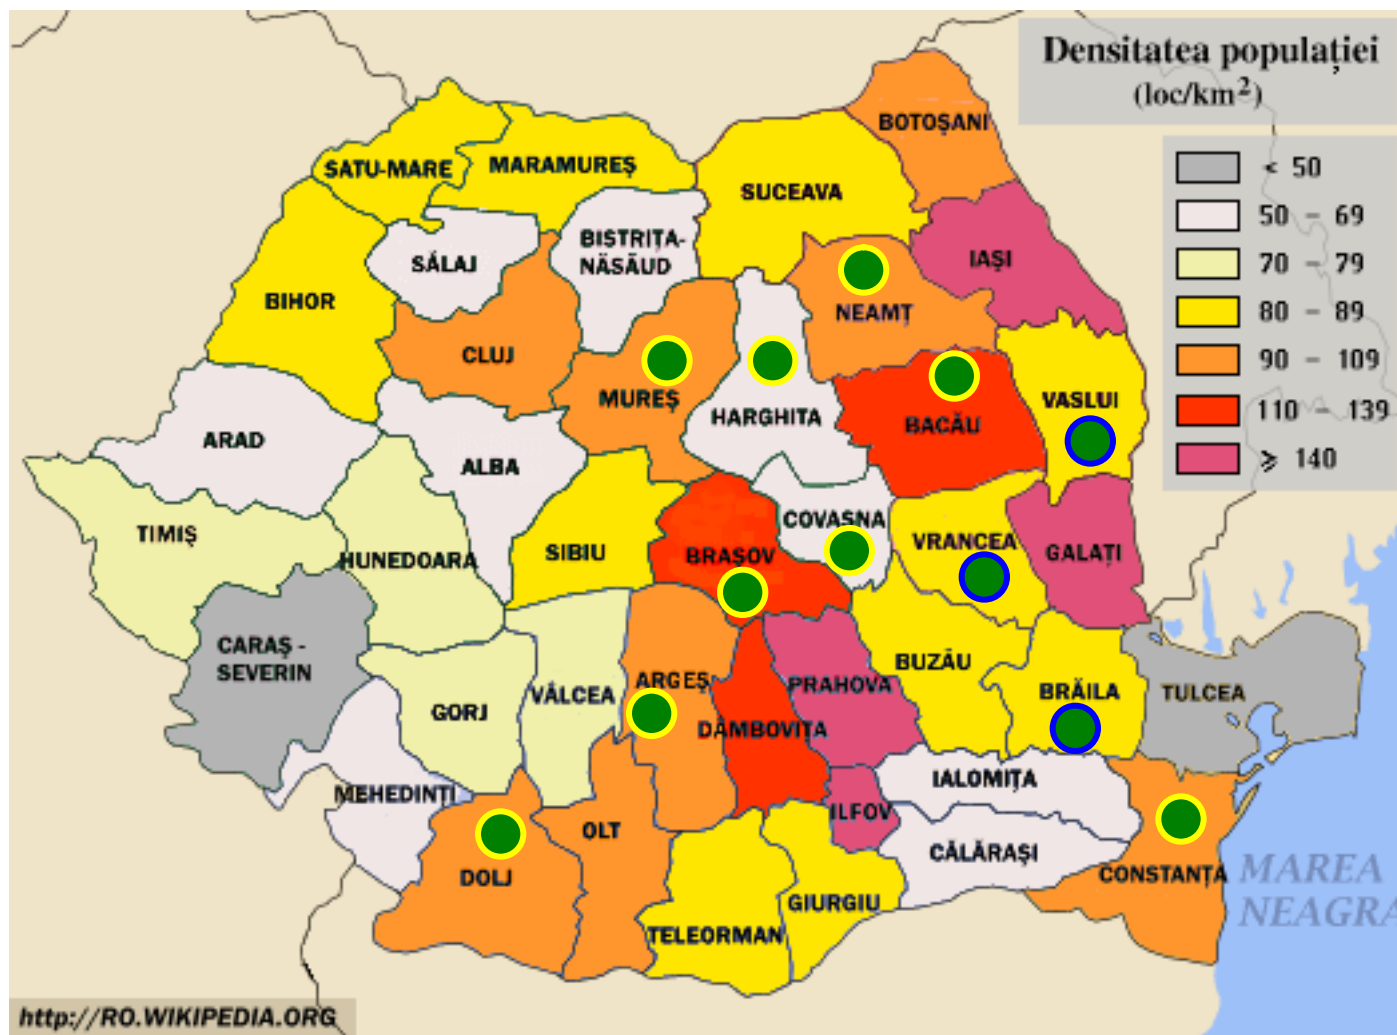 Densitatea populației
(loc/km²)
< 50
50 – 69
70 – 79
80 – 89
90 – 109
110 – 139
⩾ 140
BOTOȘANI
SATU-MARE
MARAMUREȘ
SUCEAVA
IAȘI
SĂLAJ
BISTRIȚA-
NĂSĂUD
BIHOR
NEAMȚ
CLUJ
MUREȘ
HARGHITA
BACĂU
VASLUI
ARAD
ALBA
TIMIȘ
HUNEDOARA
SIBIU
BRAȘOV
COVASNA
VRANCEA
GALAȚI
CARAȘ -
SEVERIN
GORJ
VÂLCEA
ARGEȘ
DÂMBOVIȚA
PRAHOVA
BUZĂU
BRĂILA
TULCEA
MEHEDINȚI
DOLJ
OLT
ILFOV
IALOMIȚA
CĂLĂRAȘI
CONSTANȚA
TELEORMAN
GIURGIU
MAREA
NEAGRA
http://RO.WIKIPEDIA.ORG